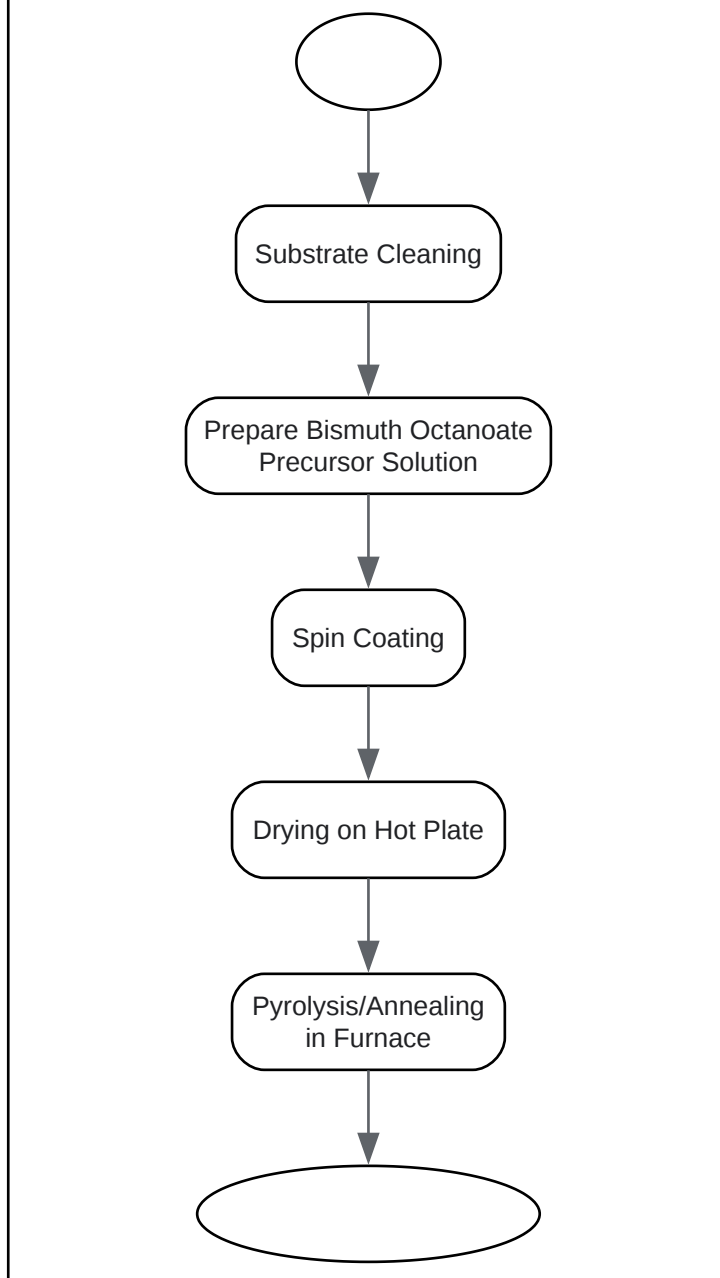 Substrate Cleaning
Prepare Bismuth Octanoate
Precursor Solution
Spin Coating
Drying on Hot Plate
Pyrolysis/Annealing
in Furnace